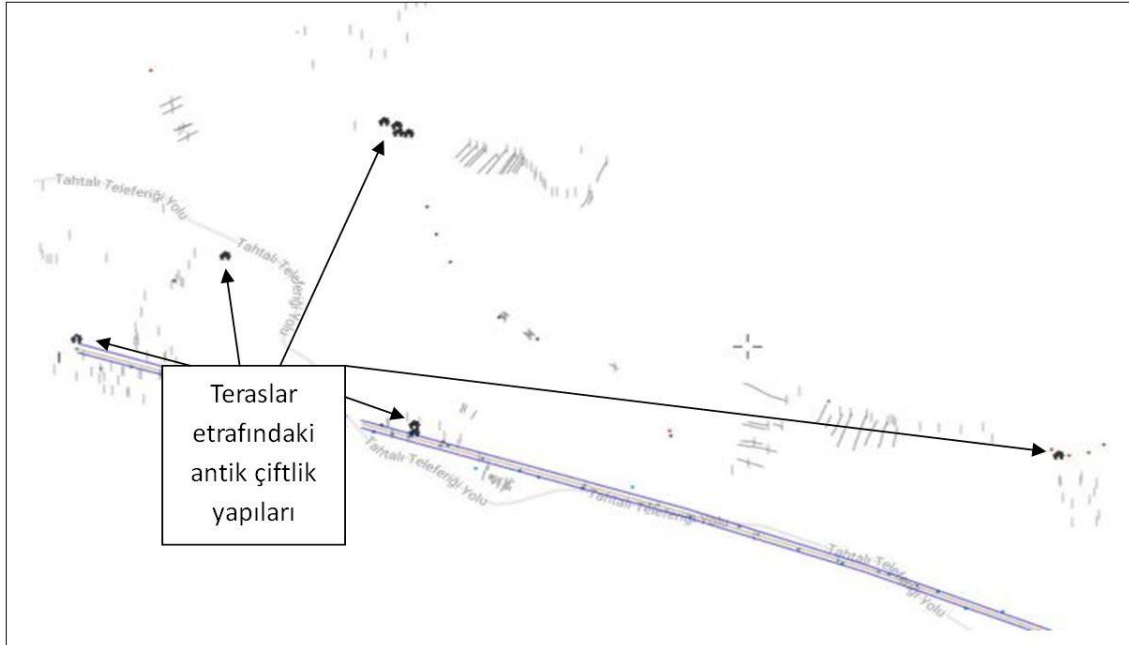 Tahtalı Teleferiği Yolu
Tahtalı Teleferiği Yolu
Teraslar
etrafındaki
antik çiftlik
yapıları
Tahtalı Teleferiği Yolu
Tahtalı Teleferiği Yolu
Tahtalı Teleferiği Yolu